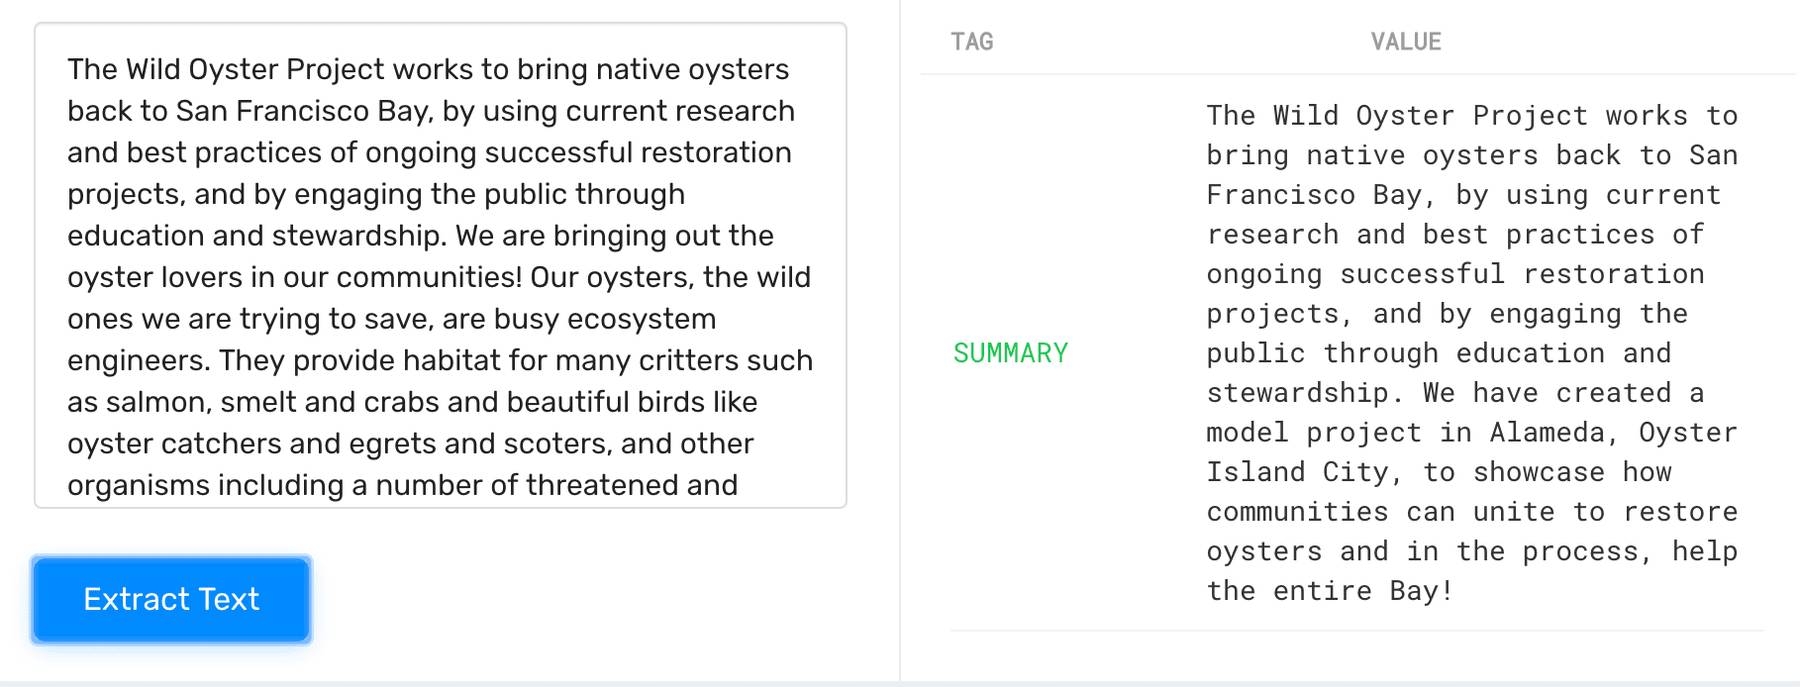 The Wild Oyster Project works to bring native oysters
back to San Francisco Bay, by using current research
and best practices of ongoing successful restoration
projects, and by engaging the public through
education and stewardship. We are bringing out the
oyster lovers in our communities! Our oysters, the wild
ones we are trying to save, are busy ecosystem
engineers. They provide habitat for many critters such
as salmon, smelt and crabs and beautiful birds like
oyster catchers and egrets and scoters, and other
organisms including a number of threatened and
Extract Text
TAG VALUE
SUMMARY
The Wild Oyster Project works to
bring native oysters back to San
Francisco Bay, by using current
research and best practices of
ongoing successful restoration
projects, and by engaging the
public through education and
stewardship. We have created a
model project in Alameda, Oyster
Island City, to showcase how
communities can unite to restore
oysters and in the process, help
the entire Bay!